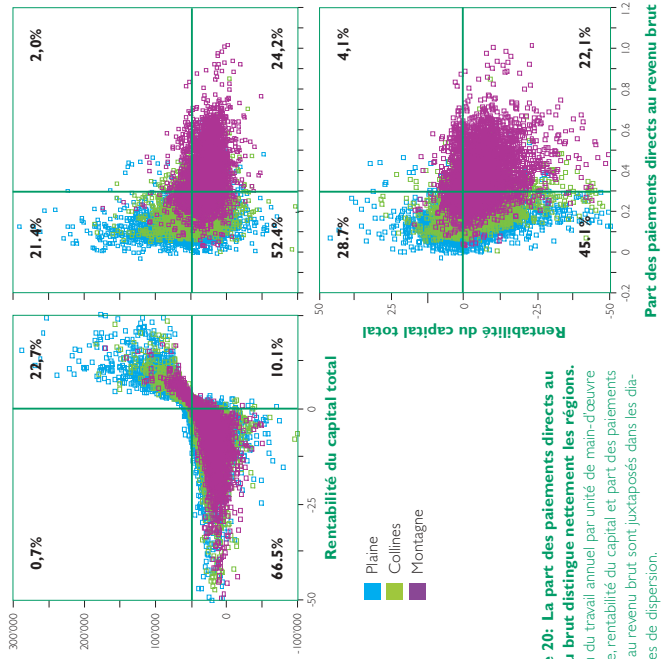 300'000
200'000
100'000
0
-100'000
0,7%
22,7%
66.5%
10.1%
-50
-25
0
Rentabilité du capital total
21.4%
2,0%
52.4%
24,2%
Plaine
Collines
Montagne
50
25
0
-25
-50
Rentabilité du capital total
28.7%
4,1%
45.1%
22,1%
-0.2
0
0.2
0.4
0.6
0.8
1.0
1.2
Part des paiements directs au revenu brut
20: La part des paiements directs au
brut distingue nettement les régions.
du travail annuel par unité de main-d'œuvre
rentabilité du capital et part des paiements
au revenu brut sont juxtaposés dans les dia-
de dispersion.